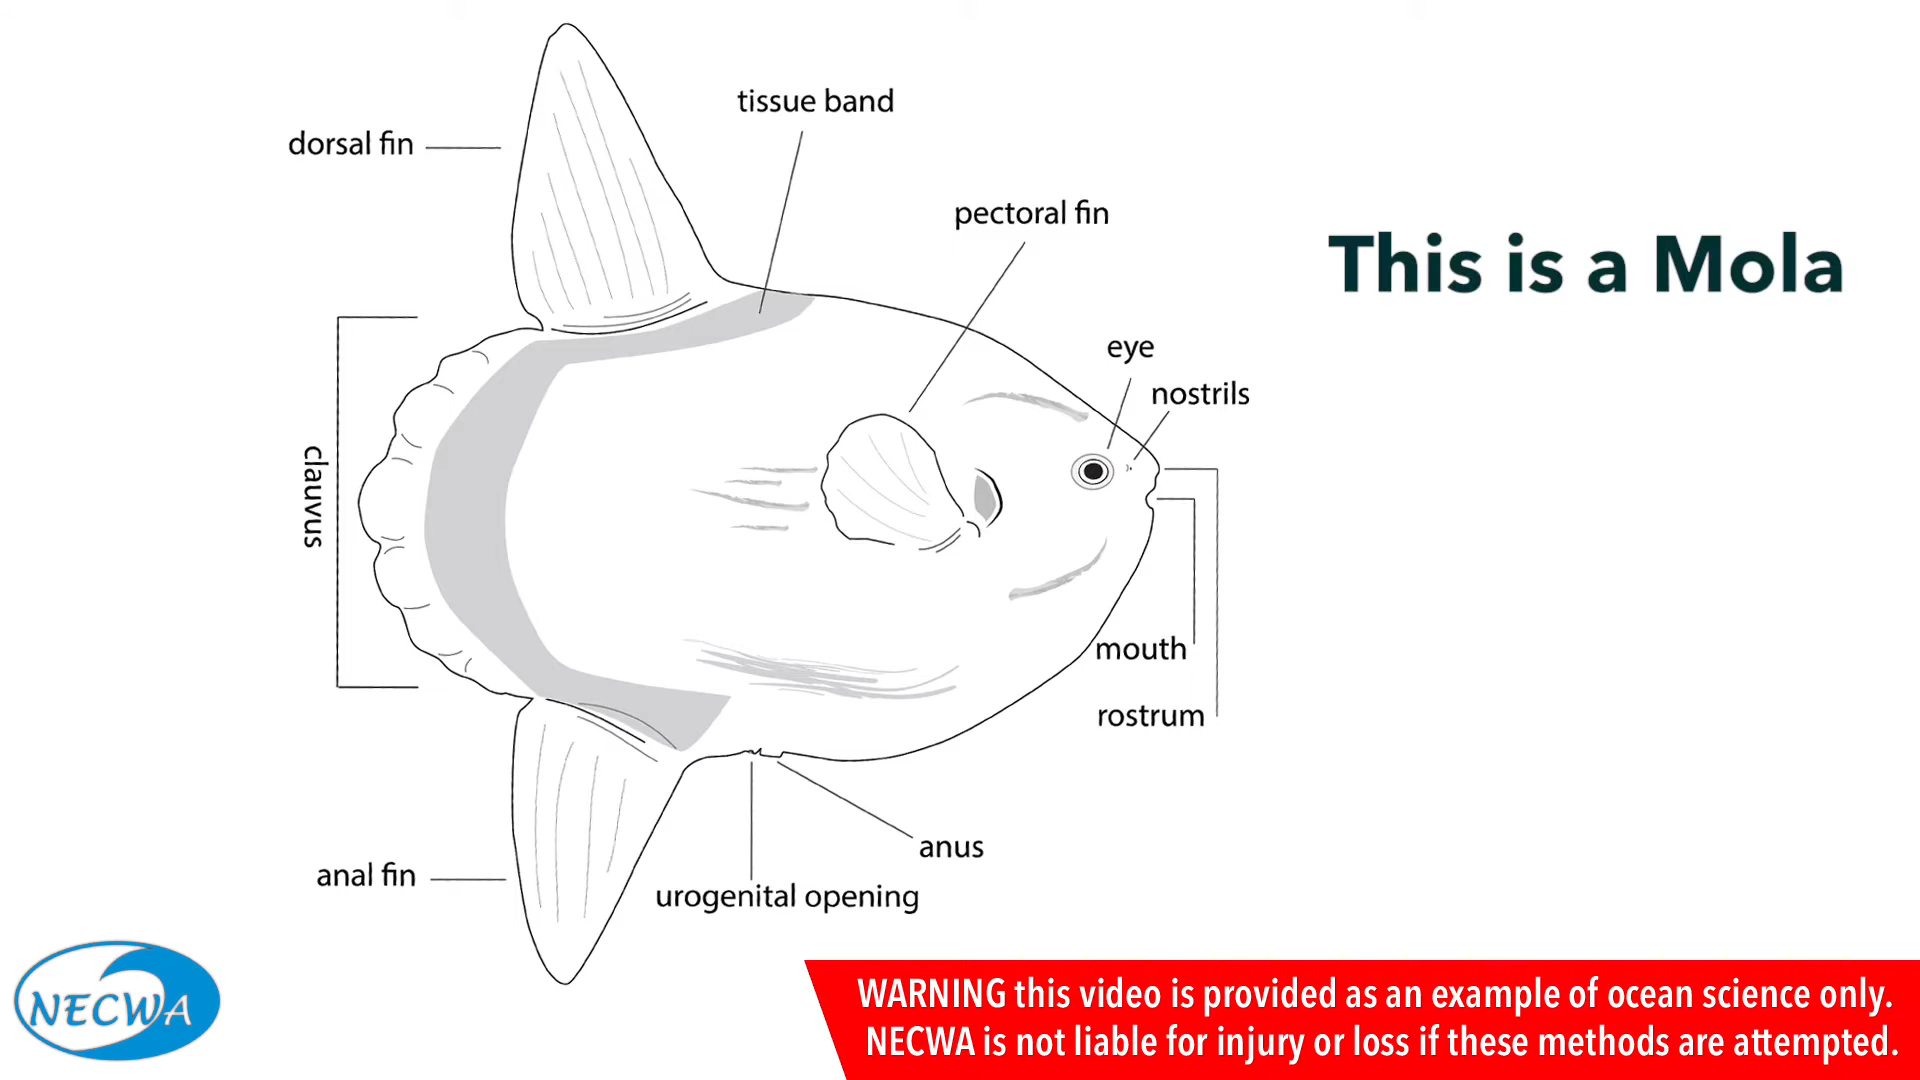 tissue band
dorsal fin
pectoral fin
This is a Mola
eye
nostrils
clauvus
mouth
rostrum
anus
anal fin
urogenital opening
NECWA
WARNING this video is provided as an example of ocean science only.
NECWA is not liable for injury or loss if these methods are attempted.